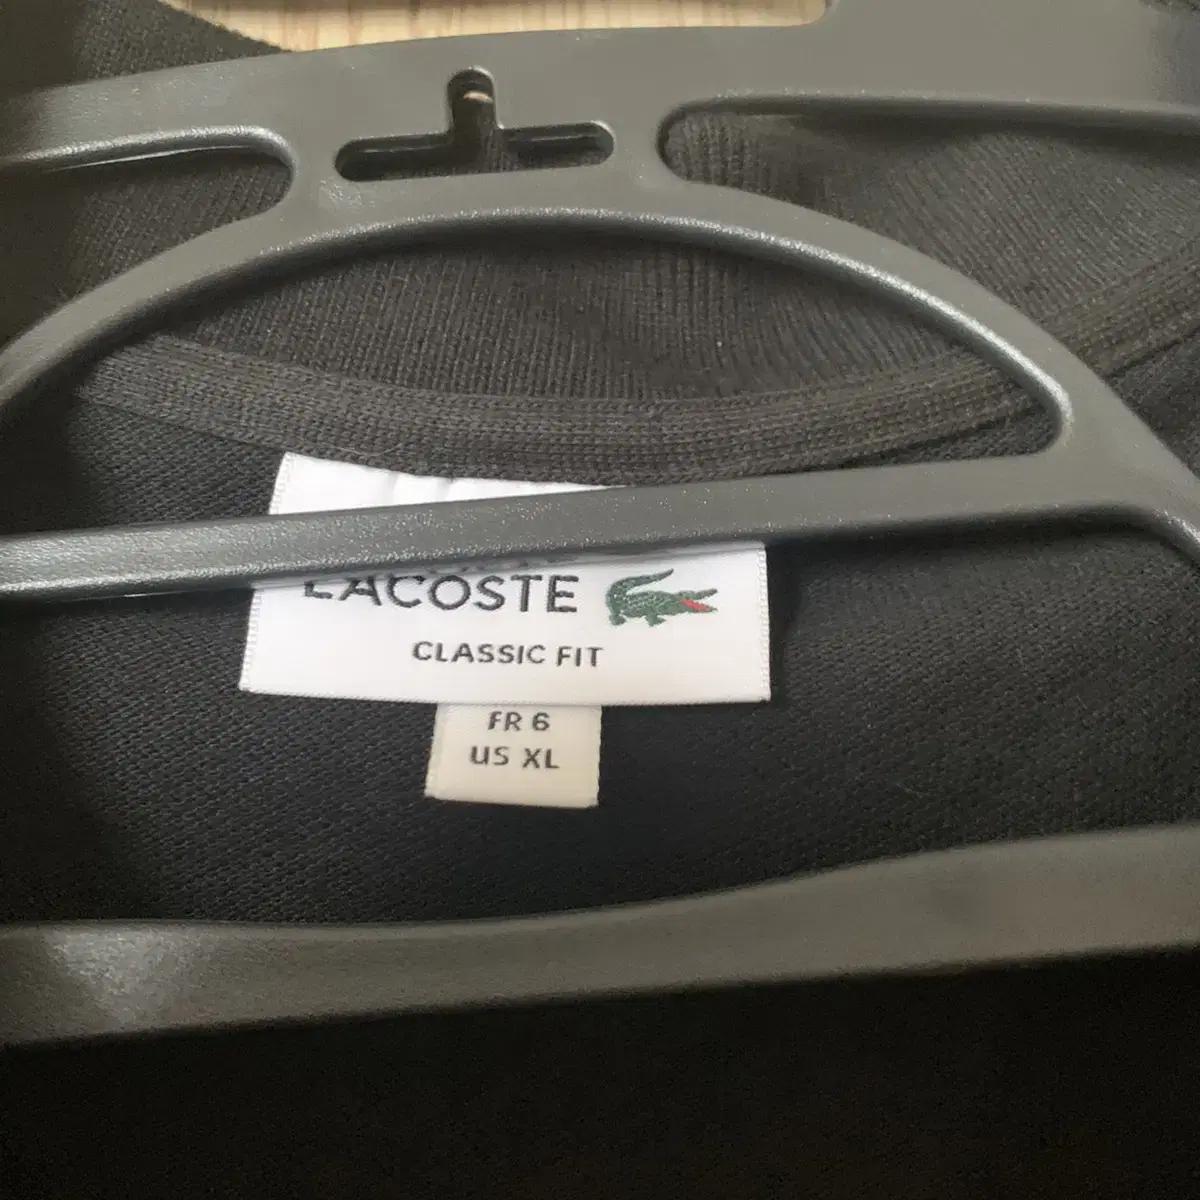 LACOSTE
CLASSIC FIT
FR 6
US XL